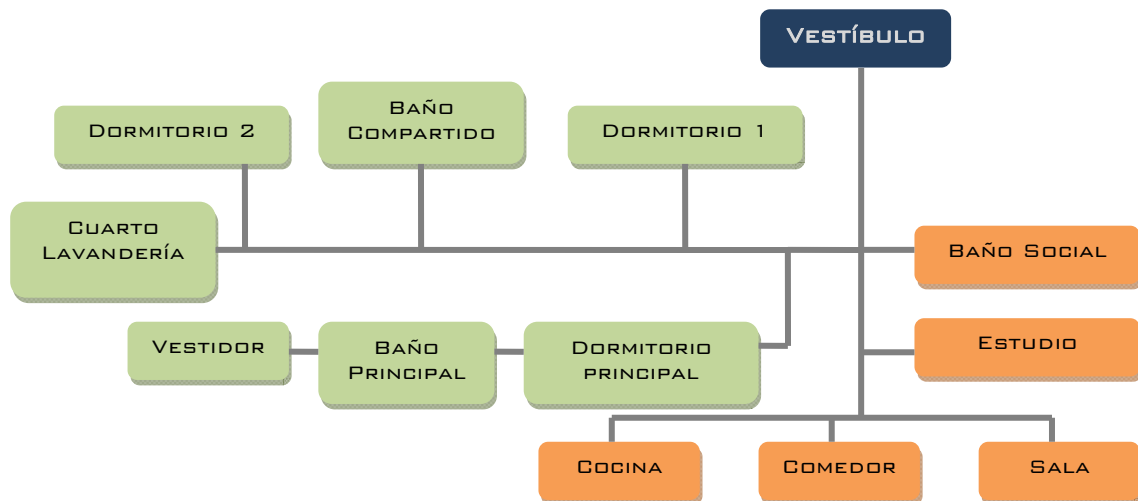 Vestíbulo
Baño
Compartido
Dormitorio 2
Dormitorio 1
Cuarto
Lavandería
Baño Social
Vestidor
Baño
Principal
Dormitorio
principal
Estudio
Cocina
Comedor
Sala